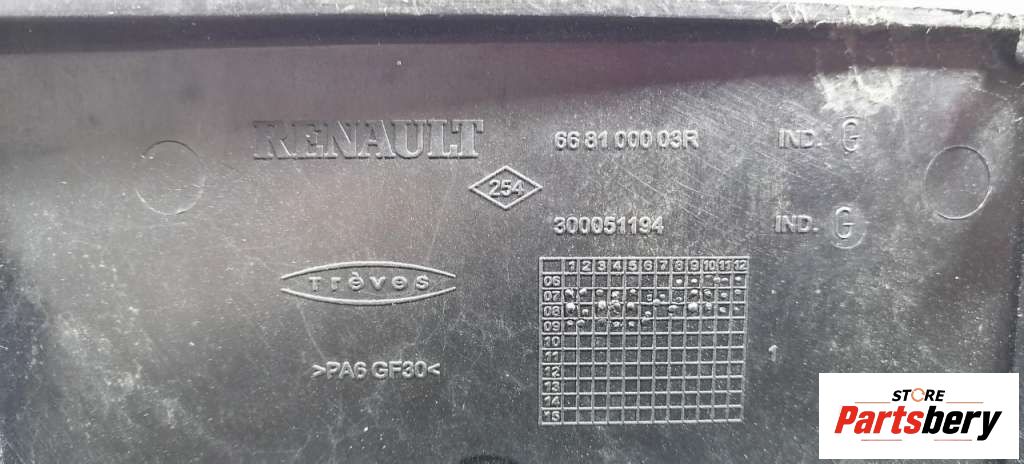 RENAULT 66 81 000 03R IND. G
254
300051194 IND. G
Trèves
1 2 3 4 5 6 7 8 9 10 11 12
06
07
08
09
10
11 1
>PA6 GF30<
12
13
14
15
STORE
Partsbery